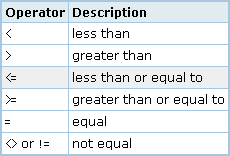 Operator Description
< less than
> greater than
<= less than or equal to
>= greater than or equal to
= equal
<> or != not equal